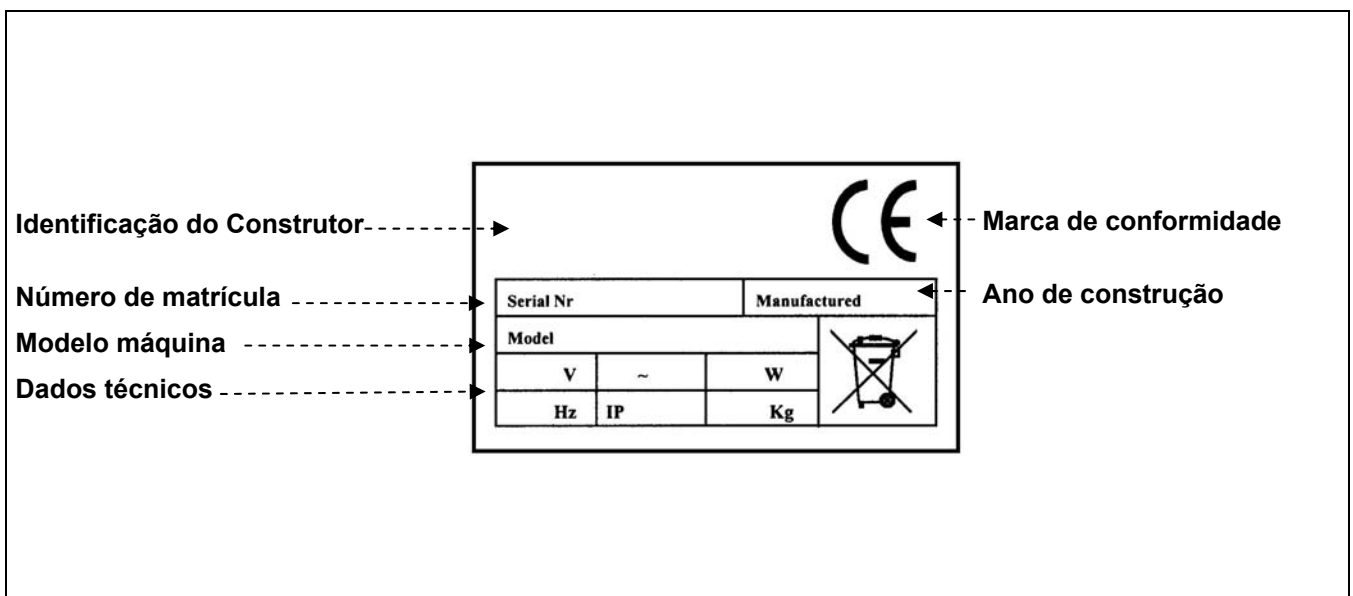 CE
Identificação do Construtor
Marca de conformidade
Número de matrícula
Serial Nr
Manufactured
Ano de construção
Modelo máquina
Model
Dados técnicos
V ~ W
Hz IP Kg